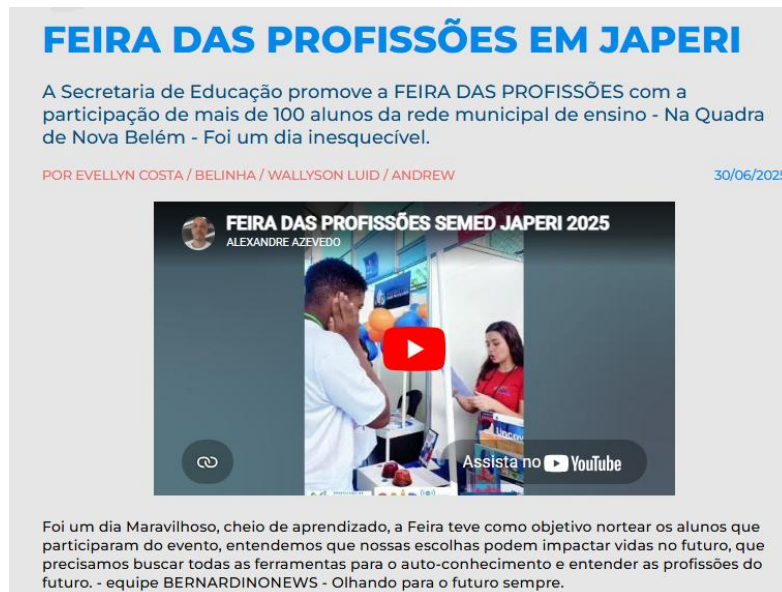 FEIRA DAS PROFISSÕES EM JAPERI
A Secretaria de Educação promove a FEIRA DAS PROFISSÕES com a
participação de mais de 100 alunos da rede municipal de ensino - Na Quadra
de Nova Belém - Foi um dia inesquecível.
POR EVELLYN COSTA / BELINHA / WALLYSON LUID / ANDREW
30/06/2025
FEIRA DAS PROFISSÕES SEMED JAPERI 2025
ALEXANDRE AZEVEDO
Assista no YouTube
Foi um dia Maravilhoso, cheio de aprendizado, a Feira teve como objetivo nortear os alunos que
participaram do evento, entendemos que nossas escolhas podem impactar vidas no futuro, que
precisamos buscar todas as ferramentas para o auto-conhecimento e entender as profissões do
futuro. - equipe BERNARDINONEWS - Olhando para o futuro sempre.